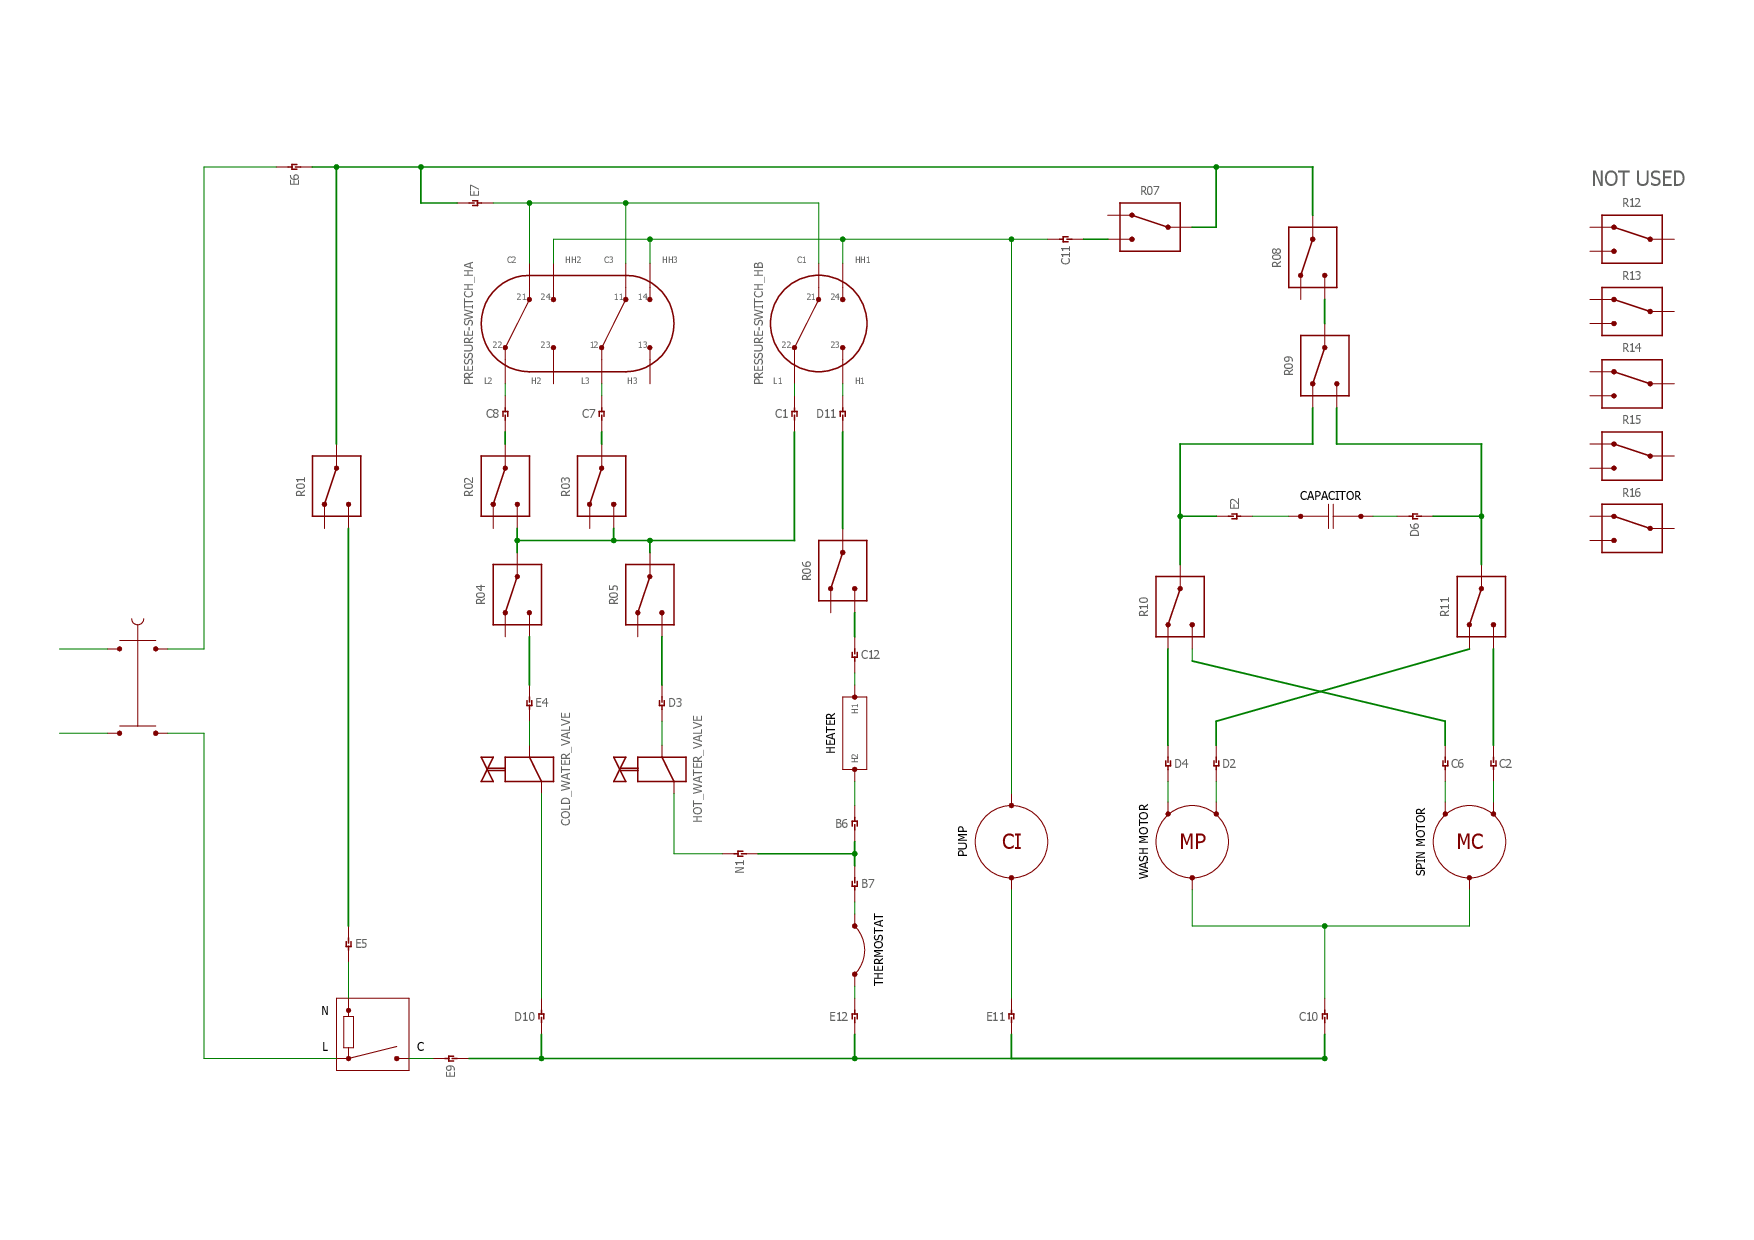 NOT USED
E6
E7
R07
R12
C11
R08
R13
PRESSURE-SWITCH_HA
C2
HH2
C3
HH3
21
24
11
14
22
23
12
13
L2
H2
L3
H3
PRESSURE-SWITCH_HB
C1
HH1
21
24
22
23
L1
H1
R09
R14
C8
C7
C1
D11
R15
R01
R02
R03
E2
CAPACITOR
D6
R16
R04
R05
R06
R10
R11
C12
E4
D3
COLD_WATER_VALVE
HOT_WATER_VALVE
HEATER
H1
H2
D4
D2
C6
C2
B6
N1
B7
PUMP
CI
WASH MOTOR
MP
SPIN MOTOR
MC
THERMOSTAT
E5
N
L
C
E9
D10
E12
E11
C10